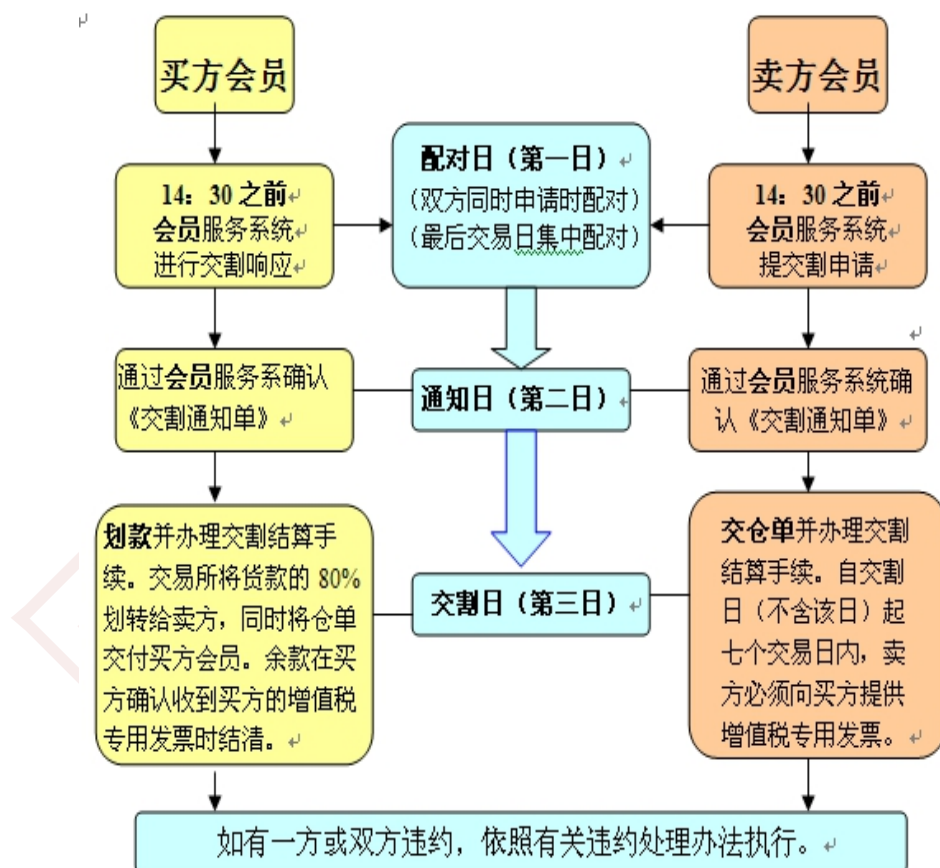 买方会员
卖方会员
配对日（第一日）
（双方同时申请时配对）
（最后交易日集中配对）
14：30 之前
会员服务系统
进行交割响应
14：30 之前
会员服务系统
提交割申请
通过会员服务系确认
《交割通知单》
通知日（第二日）
通过会员服务系统确
认《交割通知单》
划款并办理交割结算手
续。交易所将货款的 80%
划转给卖方，同时将仓单
交付买方会员。余款在买
方确认收到买方的增值税
专用发票时结清。
交割日（第三日）
交仓单并办理交割
结算手续。自交割
日（不含该日）起
七个交易日内，卖
方必须向买方提供
增值税专用发票。
如有一方或双方违约，依照有关违约处理办法执行。